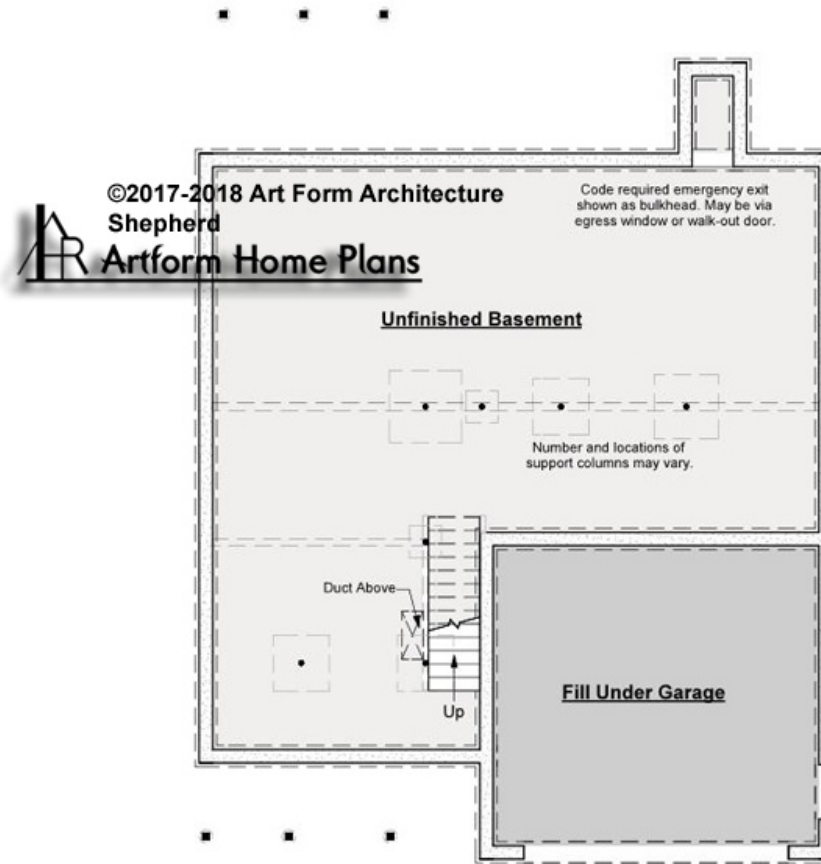 ©2017-2018 Art Form Architecture
Shepherd
Artform Home Plans
Code required emergency exit
shown as bulkhead. May be via
egress window or walk-out door.
Unfinished Basement
Number and locations of
support columns may vary.
Duct Above
Up
Fill Under Garage